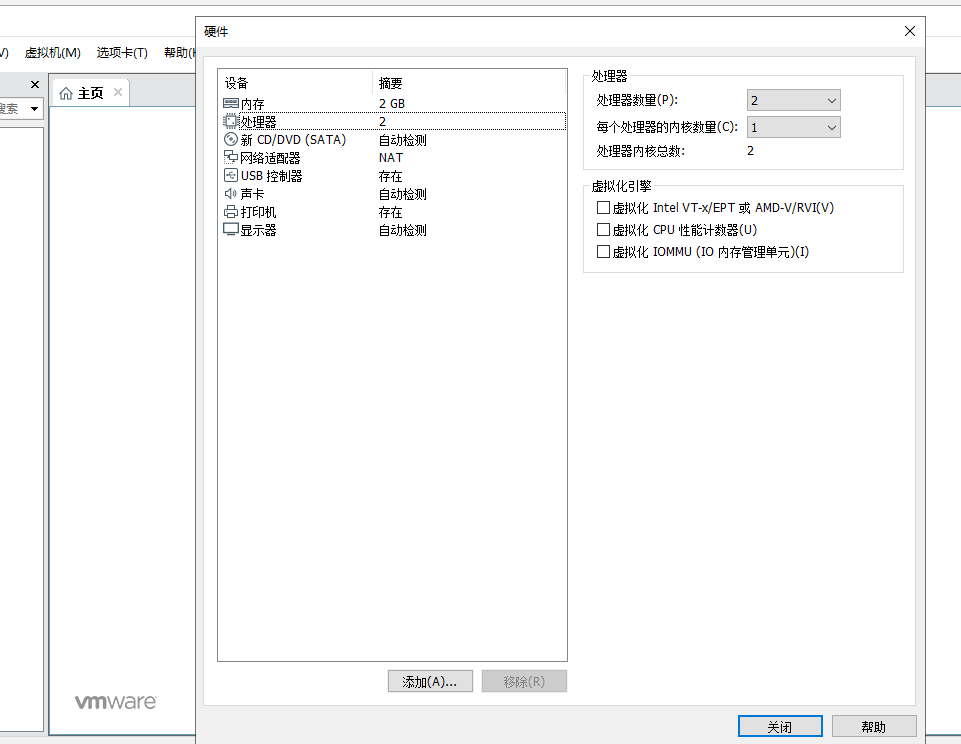 硬件
V) 虚拟机(M) 选项卡(T) 帮助(H
主页
搜索
设备 摘要
内存 2 GB
处理器 2
新 CD/DVD (SATA) 自动检测
网络适配器 NAT
USB 控制器 存在
声卡 自动检测
打印机 存在
显示器 自动检测
处理器
处理器数量(P): 2
每个处理器的内核数量(C): 1
处理器内核总数: 2
虚拟化引擎
虚拟化 Intel VT-x/EPT 或 AMD-V/RVI(V)
虚拟化 CPU 性能计数器(U)
虚拟化 IOMMU (IO 内存管理单元)(I)
添加(A)... 移除(R)
vmware
关闭 帮助